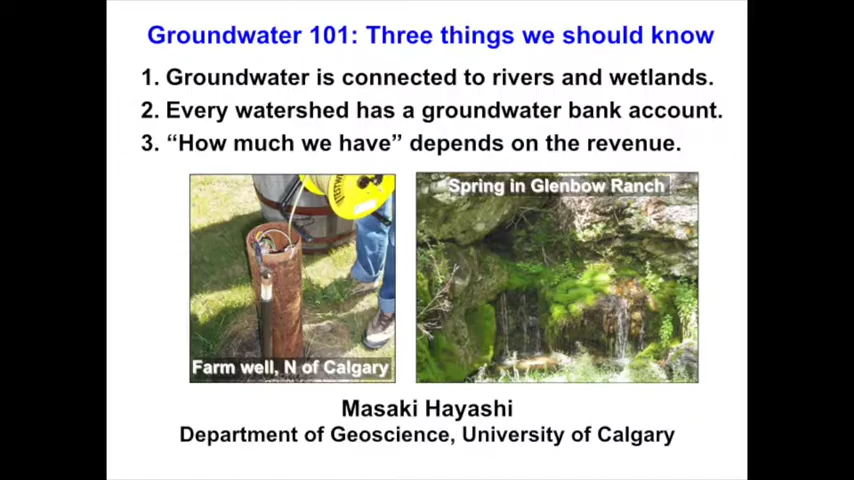 Groundwater 101: Three things we should know
1. Groundwater is connected to rivers and wetlands.
2. Every watershed has a groundwater bank account.
3. “How much we have” depends on the revenue.
Spring in Glenbow Ranch
Farm well, N of Calgary
Masaki Hayashi
Department of Geoscience, University of Calgary